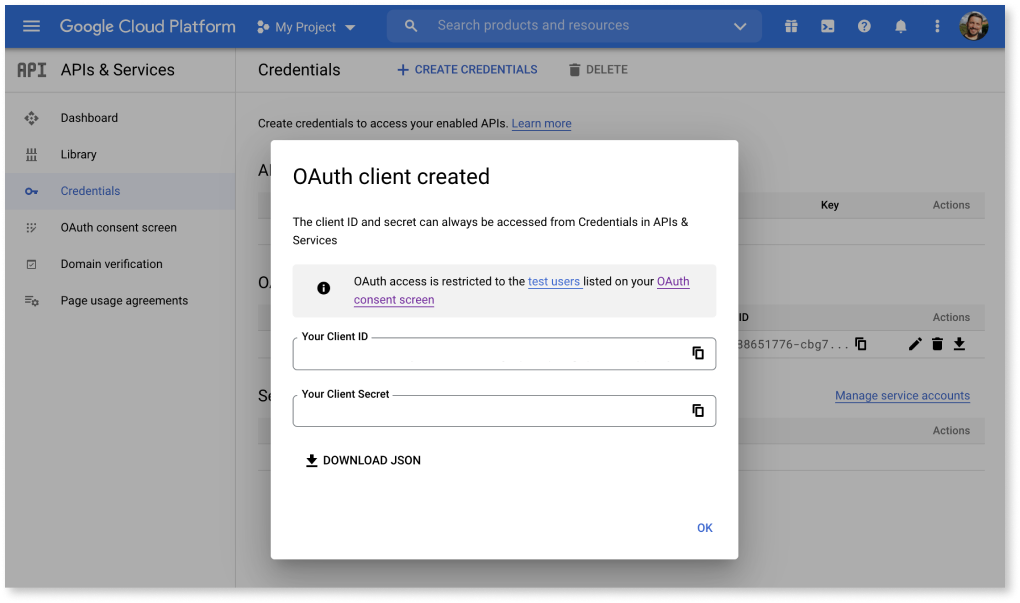 Google Cloud Platform
My Project
Search products and resources
API
APIs & Services
Credentials
+ CREATE CREDENTIALS
DELETE
Dashboard
Library
Credentials
OAuth consent screen
Domain verification
Page usage agreements
Create credentials to access your enabled APIs. Learn more
Key
Actions
ID
Actions
38651776-cbg7...
Manage service accounts
Actions
OAuth client created
The client ID and secret can always be accessed from Credentials in APIs &
Services
OAuth access is restricted to the test users listed on your OAuth
consent screen
Your Client ID
Your Client Secret
DOWNLOAD JSON
OK